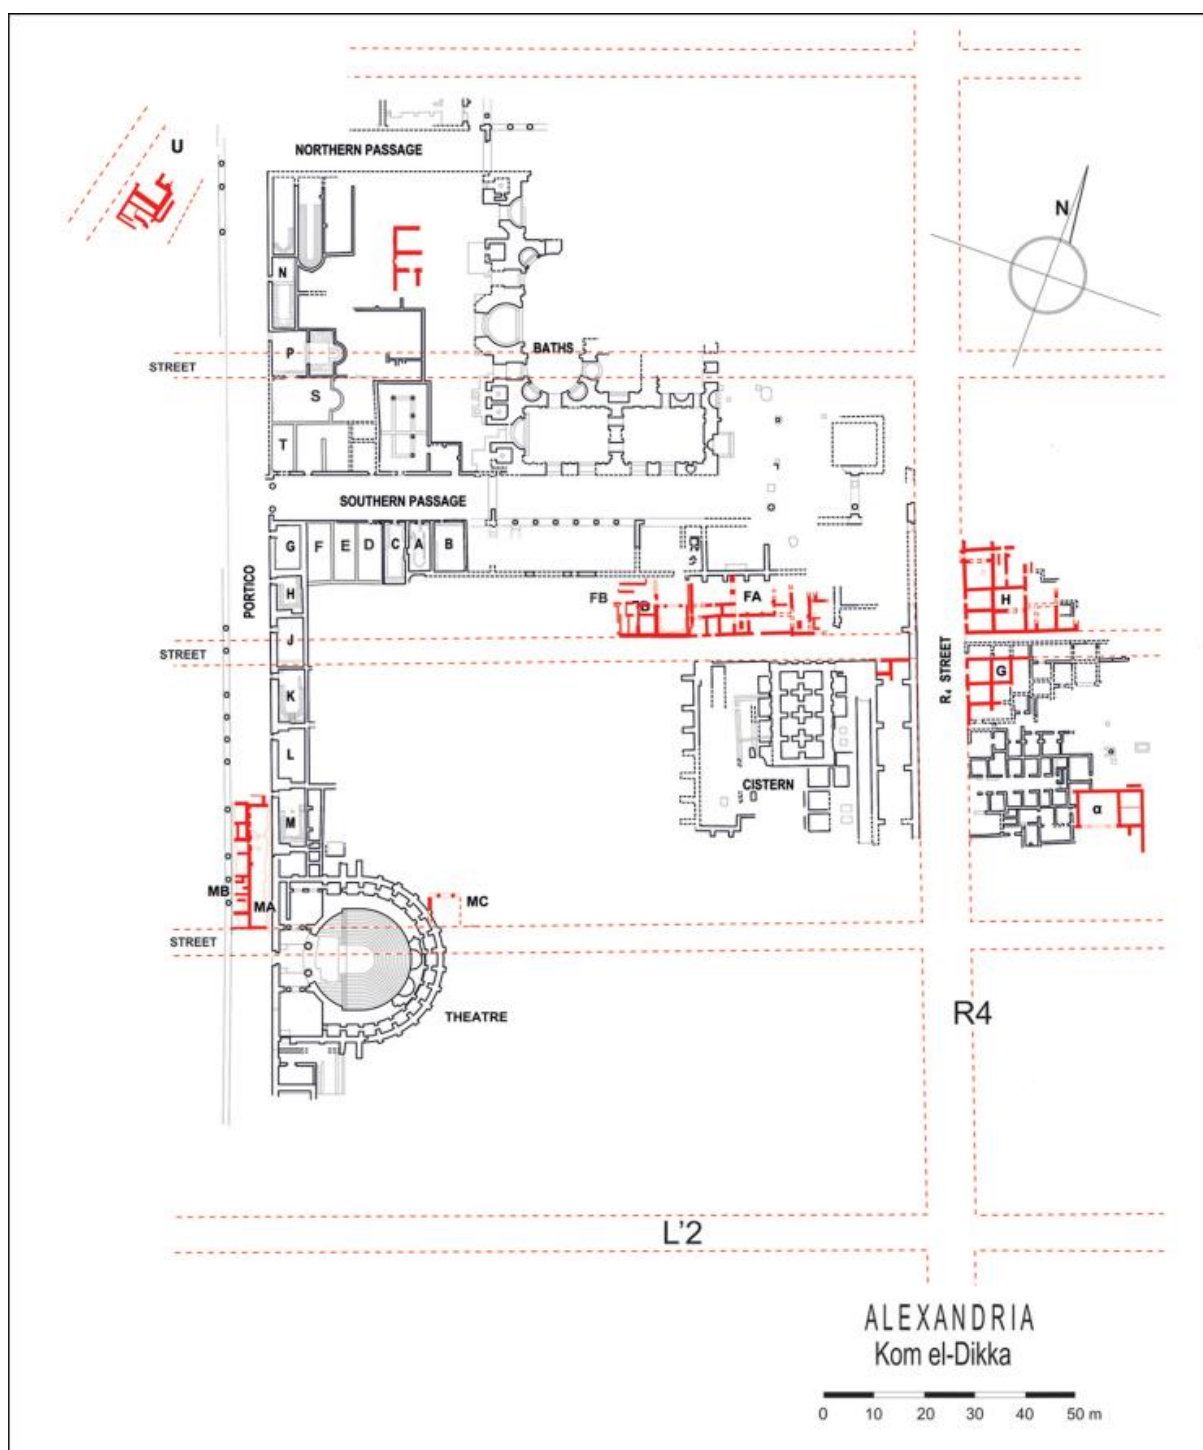 U
NORTHERN PASSAGE
N
N
P
BATHS
STREET
S
T
SOUTHERN PASSAGE
G F E D C A B
PORTICO
H
FB
FA
H
J
STREET
R4 STREET
G
K
L
CISTERN
α
M
MB
MA
MC
STREET
THEATRE
R4
L'2
ALEXANDRIA
Kom el-Dikka
0 10 20 30 40 50 m